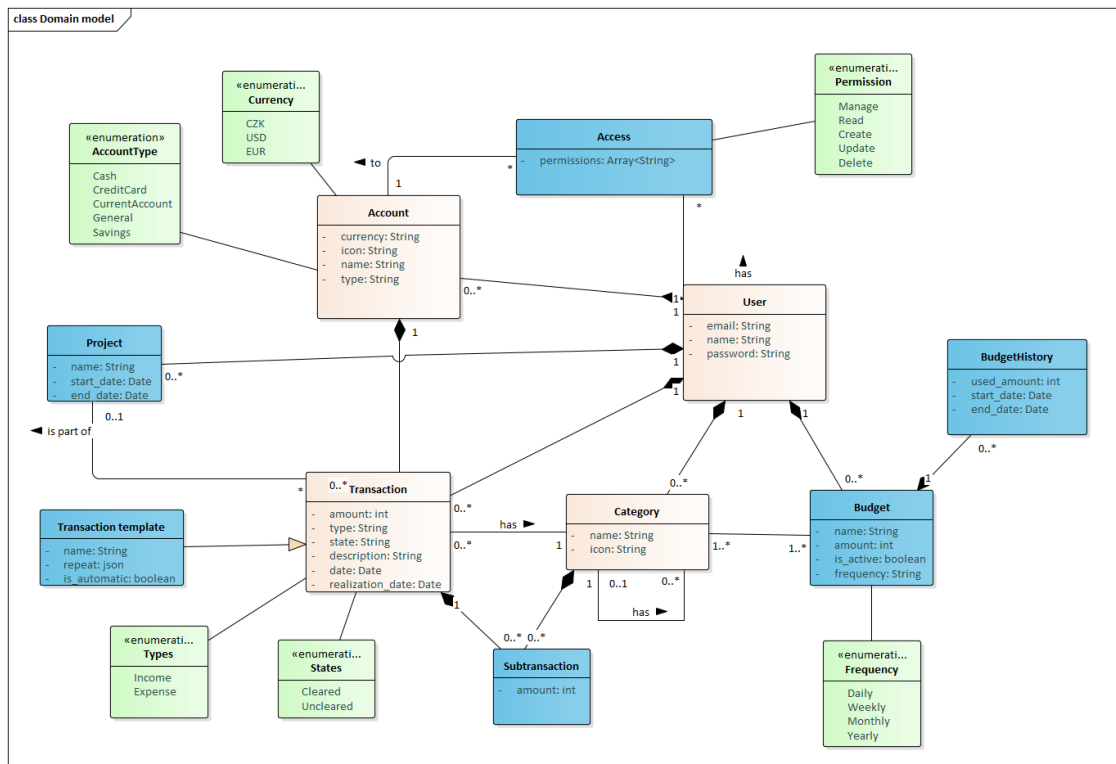 class Domain model
«enumerati...
Currency
CZK
USD
EUR
«enumeration»
AccountType
Cash
CreditCard
CurrentAccount
General
Savings
«enumerati...
Permission
Manage
Read
Create
Update
Delete
Access
- permissions: Array<String>
to
1
*
*
Account
- currency: String
- icon: String
- name: String
- type: String
has
0..*
1
1
User
- email: String
- name: String
- password: String
1
Project
- name: String
- start_date: Date
- end_date: Date
0..*
1
1
1
1
0..1
is part of
BudgetHistory
- used_amount: int
- start_date: Date
- end_date: Date
0..*
1
*
0..*
Transaction
- amount: int
- type: String
- state: String
- description: String
- date: Date
- realization_date: Date
0..*
0..*
has
1
0..*
Category
- name: String
- icon: String
1..*
1..*
0..*
Budget
- name: String
- amount: int
- is_active: boolean
- frequency: String
Transaction template
- name: String
- repeat: json
- is_automatic: boolean
1
0..1
0..*
has
1
0..*
0..*
Subtransaction
- amount: int
«enumerati...
Types
Income
Expense
«enumerati...
States
Cleared
Uncleared
«enumerati...
Frequency
Daily
Weekly
Monthly
Yearly